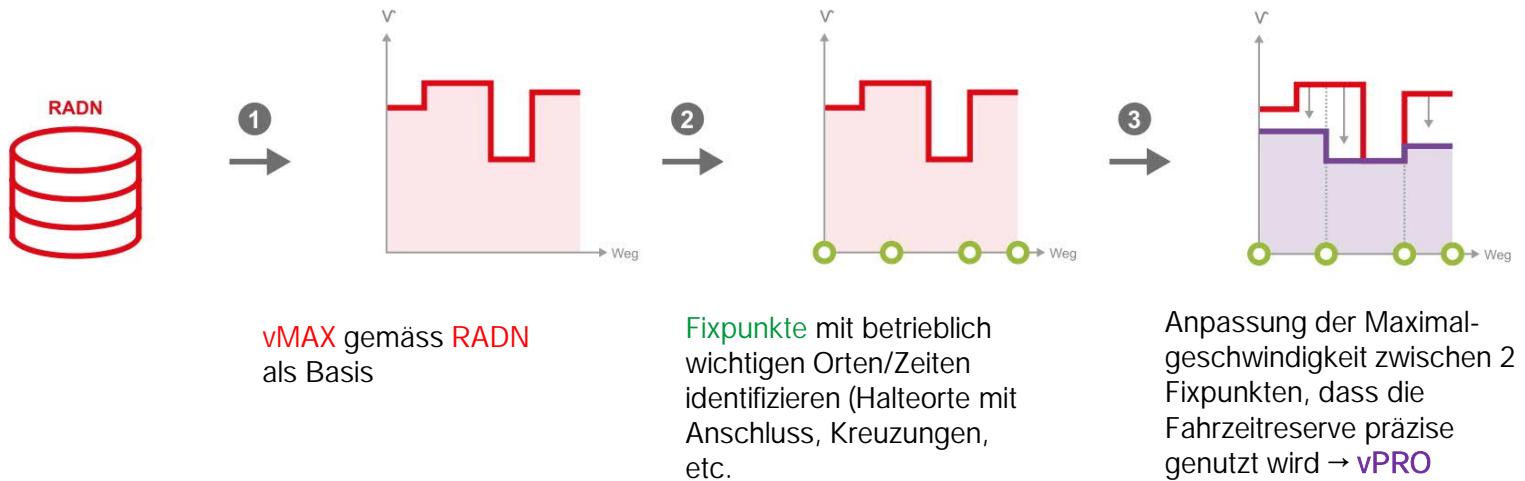 RADN
1
V
Weg
2
V
Weg
3
V
Weg
vMAX gemäss RADN
als Basis
Fixpunkte mit betrieblich
wichtigen Orten/Zeiten
identifizieren (Halteorte mit
Anschluss, Kreuzungen,
etc.
Anpassung der Maximal-
geschwindigkeit zwischen 2
Fixpunkten, dass die
Fahrzeitreserve präzise
genutzt wird → vPRO